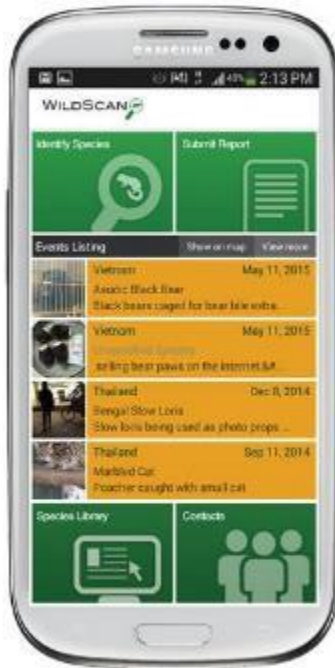 SAMSUNG
40% 2:13 PM
WILDSCAN
Identify Species
Submit Report
Events Listing Show on map View more
Vietnam May 11, 2015
Asiatic Black Bear
Black bears caged for bear bile extra...
Vietnam May 11, 2015
Unspecified Species
selling bear paws on the internet.&#...
Thailand Dec 8, 2014
Bengal Slow Loris
Slow loris being used as photo props ...
Thailand Sep 11, 2014
Marbled Cat
Poacher caught with small cat
Species Library
Contacts